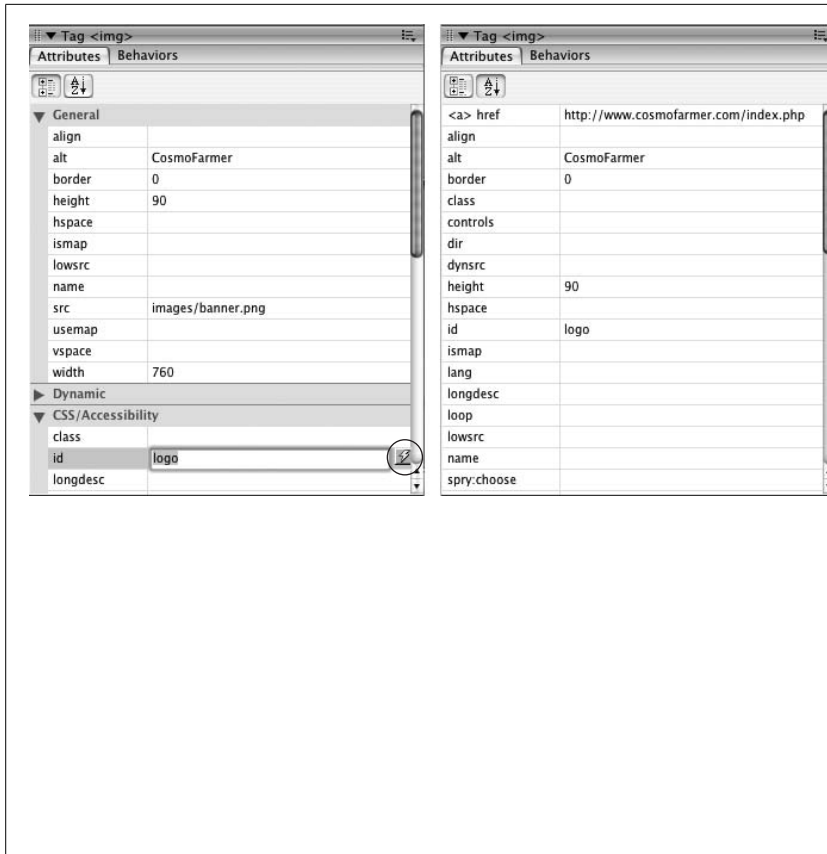 Tag <img>
Attributes Behaviors
General
align
alt CosmoFarmer
border 0
height 90
hspace
ismap
lowsrc
name
src images/banner.png
usemap
vspace
width 760
Dynamic
CSS/Accessibility
class
id logo
longdesc
Tag <img>
Attributes Behaviors
<a> href http://www.cosmofarmer.com/index.php
align
alt CosmoFarmer
border 0
class
controls
dir
dynsrc
height 90
hspace
id logo
ismap
lang
longdesc
loop
lowsrc
name
spry:choose